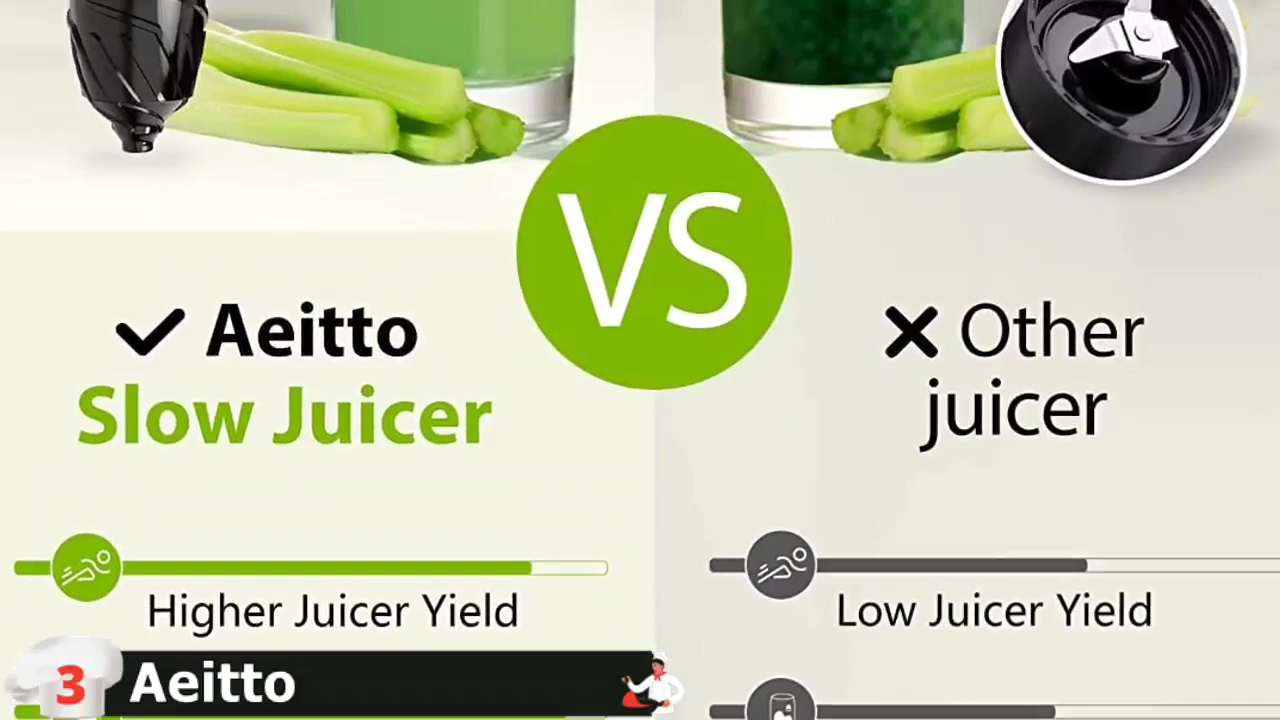 VS
Aeitto
Slow Juicer
Other
juicer
Higher Juicer Yield
Low Juicer Yield
3
Aeitto